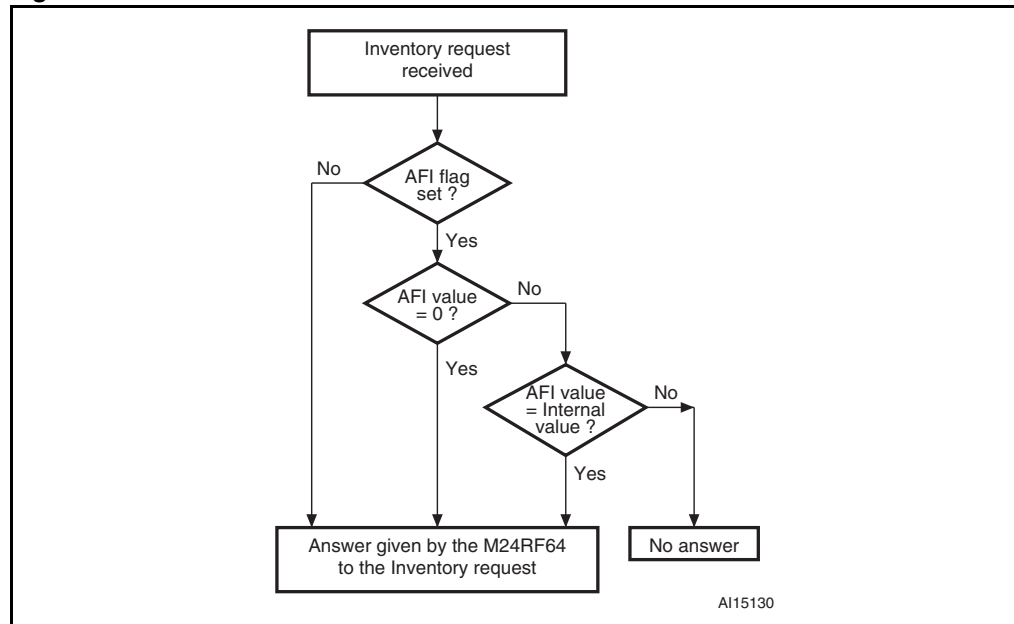 Inventory request
received
No
AFI flag
set ?
Yes
AFI value
= 0 ?
No
Yes
AFI value
= Internal
value ?
No
Yes
Answer given by the M24RF64
to the Inventory request
No answer
AI15130